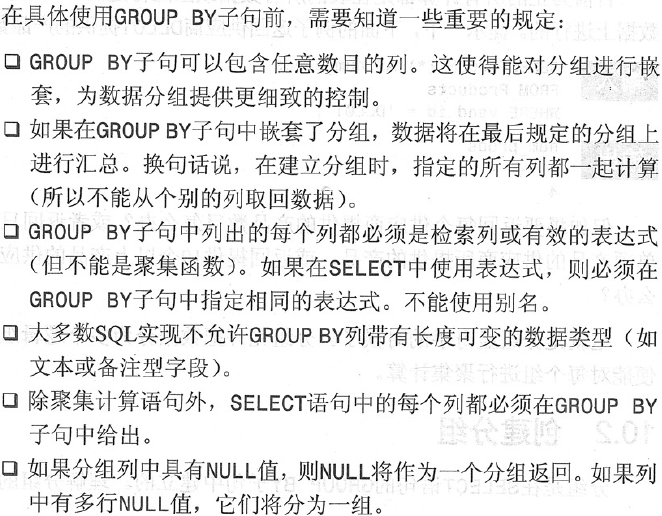 在具体使用GROUP BY子句前，需要知道一些重要的规定：
❑ GROUP BY子句可以包含任意数目的列。这使得能对分组进行嵌
套，为数据分组提供更细致的控制。
❑ 如果在GROUP BY子句中嵌套了分组，数据将在最后规定的分组上
进行汇总。换句话说，在建立分组时，指定的所有列都一起计算
（所以不能从个别的列取回数据）。
❑ GROUP BY子句中列出的每个列都必须是检索列或有效的表达式
（但不能是聚集函数）。如果在SELECT中使用表达式，则必须在
GROUP BY子句中指定相同的表达式。不能使用别名。
❑ 大多数SQL实现不允许GROUP BY列带有长度可变的数据类型（如
文本或备注型字段）。
❑ 除聚集计算语句外，SELECT语句中的每个列都必须在GROUP BY
子句中给出。
❑ 如果分组列中具有NULL值，则NULL将作为一个分组返回。如果列
中有多行NULL值，它们将分为一组。